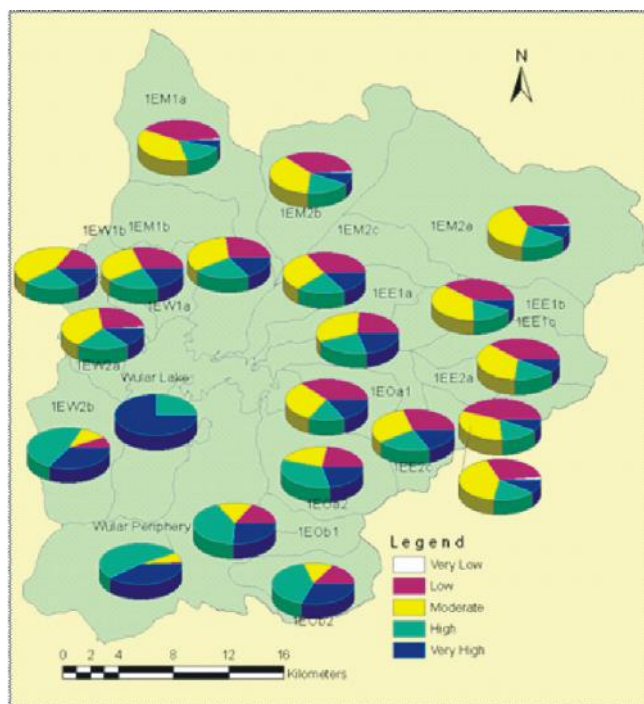 N
1EM1a
1EM2b
1EM2a
1EM1b
1EW1b
1EM2c
1EW1a
1EE1a
1EE1b
1EE1c
1EW2a
Wular Lake
1EE2a
1EOa1
1EW2b
1EE2c
1EOa2
Wular Periphery
1EOb1
1EOb2
Legend
Very Low
Low
Moderate
High
Very High
0 2 4 8 12 16
Kilometers